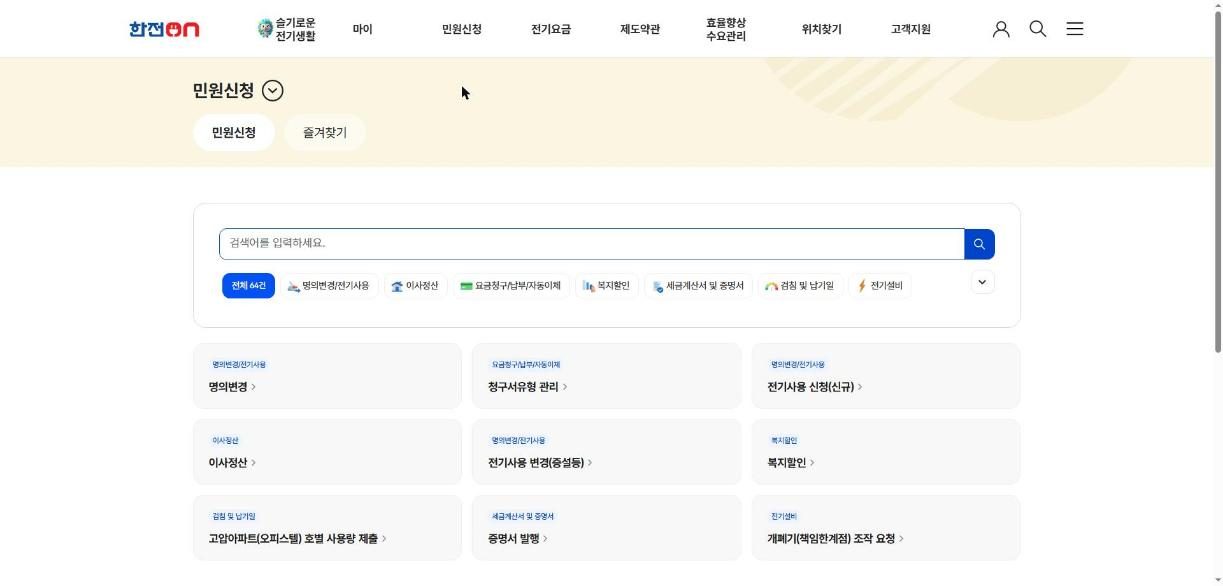 한전ON
슬기로운
전기생활
마이
민원신청
전기요금
제도약관
효율향상
수요관리
위치찾기
고객지원
민원신청
민원신청
즐겨찾기
검색어를 입력하세요.
전체 64건
명의변경/전기사용
이사정산
요금청구/납부/자동이체
복지할인
세금계산서 및 증명서
검침 및 납기일
전기설비
명의변경/전기사용
명의변경
요금청구/납부/자동이체
청구서유형 관리
명의변경/전기사용
전기사용 신청(신규)
이사정산
이사정산
명의변경/전기사용
전기사용 변경(증설등)
복지할인
복지할인
검침 및 납기일
고압아파트(오피스텔) 호별 사용량 제출
세금계산서 및 증명서
증명서 발행
전기설비
개폐기(책임한계점) 조작 요청